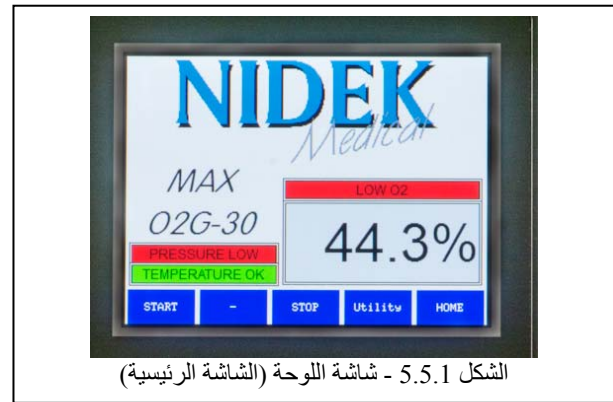 NIDEK
Medical
MAX
O2G-30
LOW O2
44.3%
PRESSURE LOW
TEMPERATURE OK
START - STOP Utility HOME
الشكل 5.5.1 - شاشة اللوحة (الشاشة الرئيسية)